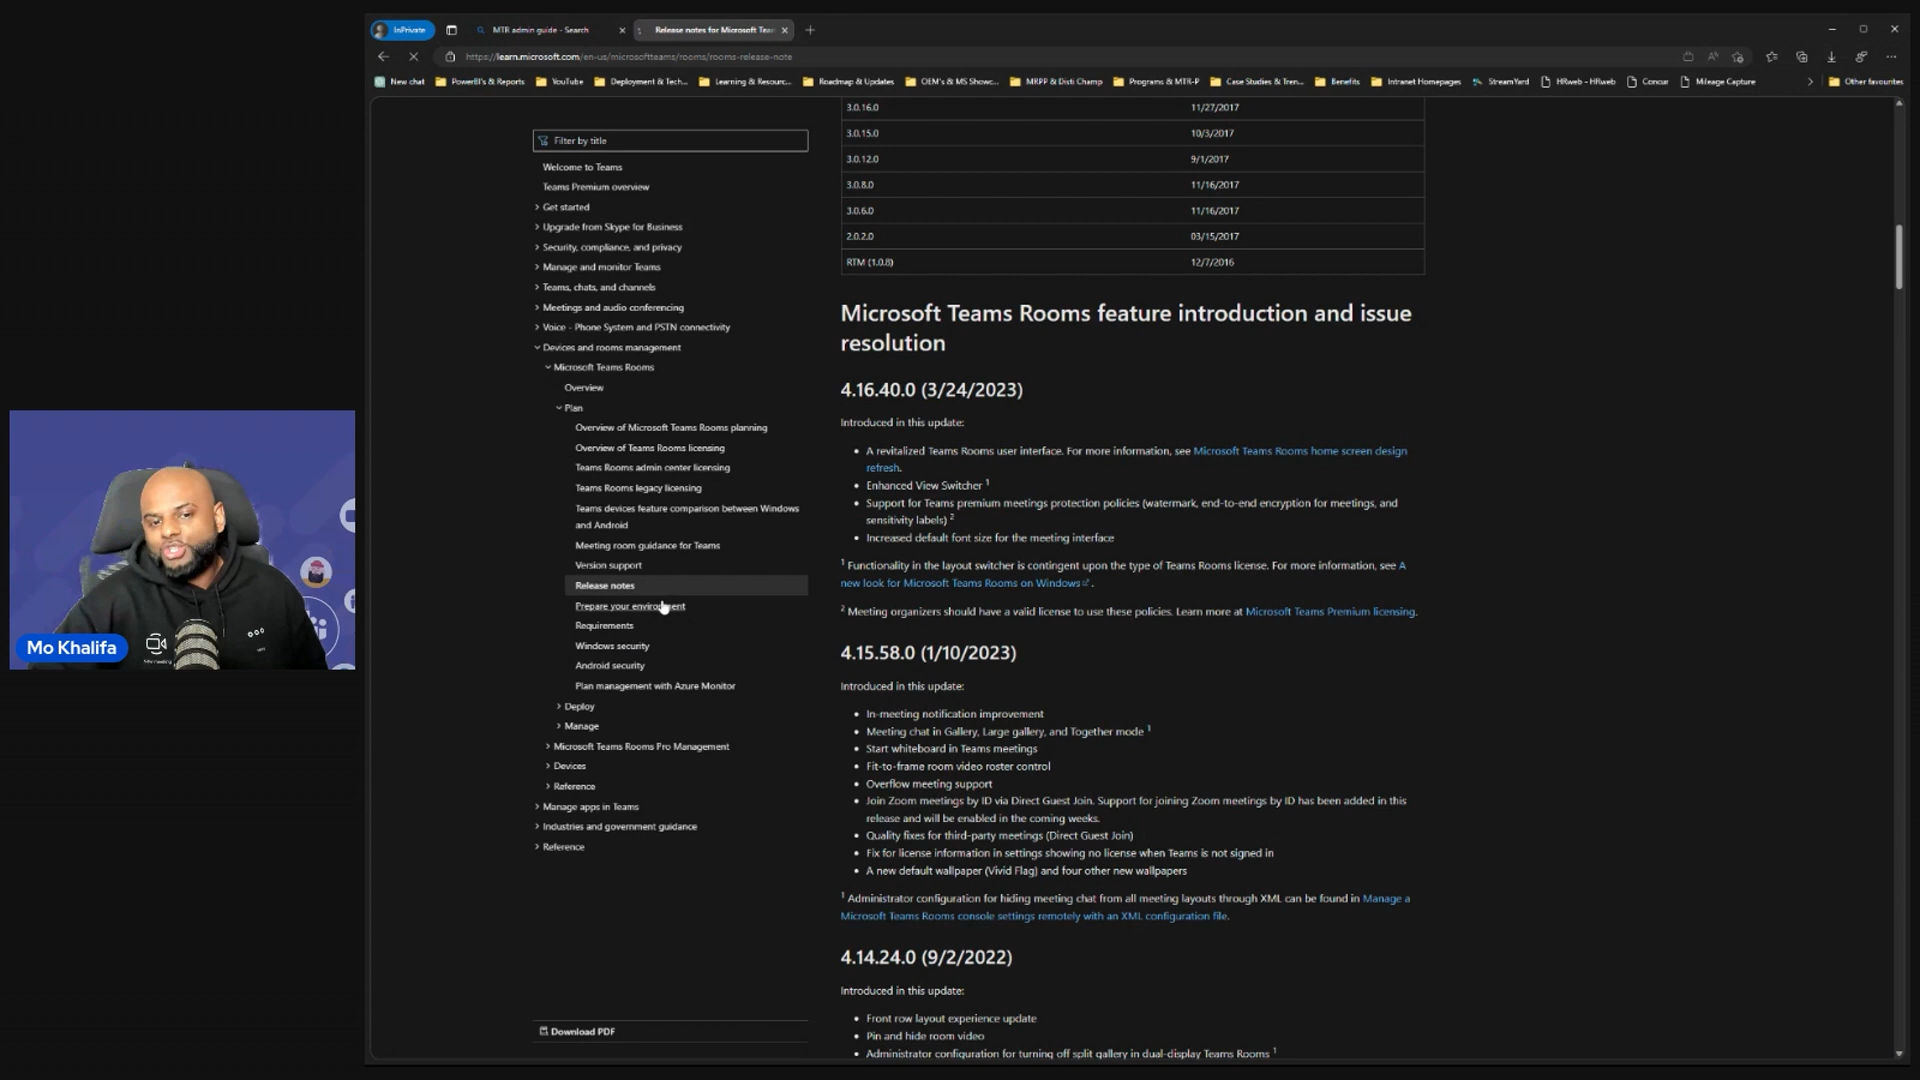 InPrivate
MTR admin guide - Search
Release notes for Microsoft Tea
https://learn.microsoft.com/en-us/microsoftteams/rooms/rooms-release-note
New chat
PowerBI's & Reports
YouTube
Deployment & Tech...
Learning & Resourc...
Roadmap & Updates
OEM's & MS Showc...
MRPP & Disti Champ
Programs & MTR-P
Case Studies & Tren...
Benefits
Intranet Homepages
StreamYard
HRweb - HRweb
Concur
Mileage Capture
Other favourites
Filter by title
Welcome to Teams
Teams Premium overview
Get started
Upgrade from Skype for Business
Security, compliance, and privacy
Manage and monitor Teams
Teams, chats, and channels
Meetings and audio conferencing
Voice - Phone System and PSTN connectivity
Devices and rooms management
Microsoft Teams Rooms
Overview
Plan
Overview of Microsoft Teams Rooms planning
Overview of Teams Rooms licensing
Teams Rooms admin center licensing
Teams Rooms legacy licensing
Teams devices feature comparison between Windows
and Android
Meeting room guidance for Teams
Version support
Release notes
Prepare your environment
Requirements
Windows security
Android security
Plan management with Azure Monitor
Deploy
Manage
Microsoft Teams Rooms Pro Management
Devices
Reference
Manage apps in Teams
Industries and government guidance
Reference
Download PDF
3.0.16.0 11/27/2017
3.0.15.0 10/3/2017
3.0.12.0 9/1/2017
3.0.8.0 11/16/2017
3.0.6.0 11/16/2017
2.0.2.0 03/15/2017
RTM (1.0.8) 12/7/2016
Microsoft Teams Rooms feature introduction and issue
resolution
4.16.40.0 (3/24/2023)
Introduced in this update:
• A revitalized Teams Rooms user interface. For more information, see Microsoft Teams Rooms home screen design
refresh.
• Enhanced View Switcher 1
• Support for Teams premium meetings protection policies (watermark, end-to-end encryption for meetings, and
sensitivity labels) 2
• Increased default font size for the meeting interface
1 Functionality in the layout switcher is contingent upon the type of Teams Rooms license. For more information, see A
new look for Microsoft Teams Rooms on Windows .
2 Meeting organizers should have a valid license to use these policies. Learn more at Microsoft Teams Premium licensing.
4.15.58.0 (1/10/2023)
Introduced in this update:
• In-meeting notification improvement
• Meeting chat in Gallery, Large gallery, and Together mode 1
• Start whiteboard in Teams meetings
• Fit-to-frame room video roster control
• Overflow meeting support
• Join Zoom meetings by ID via Direct Guest Join. Support for joining Zoom meetings by ID has been added in this
release and will be enabled in the coming weeks.
• Quality fixes for third-party meetings (Direct Guest Join)
• Fix for license information in settings showing no license when Teams is not signed in
• A new default wallpaper (Vivid Flag) and four other new wallpapers
1 Administrator configuration for hiding meeting chat from all meeting layouts through XML can be found in Manage a
Microsoft Teams Rooms console settings remotely with an XML configuration file.
4.14.24.0 (9/2/2022)
Introduced in this update:
• Front row layout experience update
• Pin and hide room video
• Administrator configuration for turning off split gallery in dual-display Teams Rooms 1
Mo Khalifa